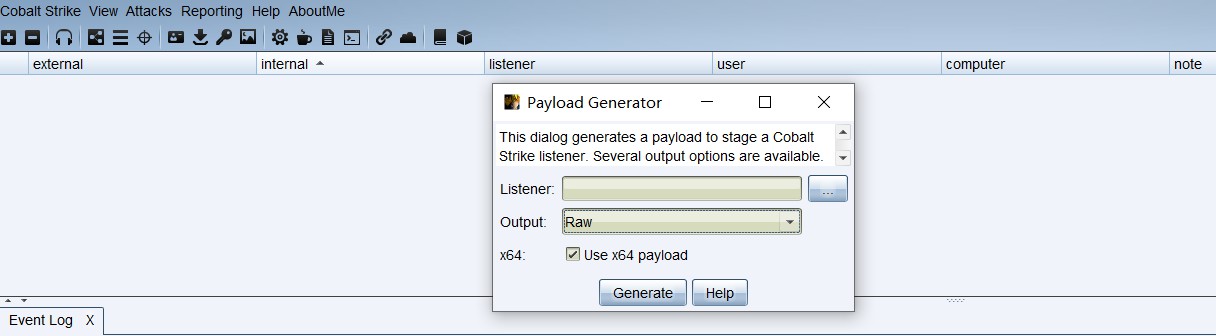 Cobalt Strike View Attacks Reporting Help AboutMe
external internal listener user computer note
Payload Generator
This dialog generates a payload to stage a Cobalt
Strike listener. Several output options are available.
Listener: ...
Output: Raw
x64: Use x64 payload
Generate Help
Event Log X